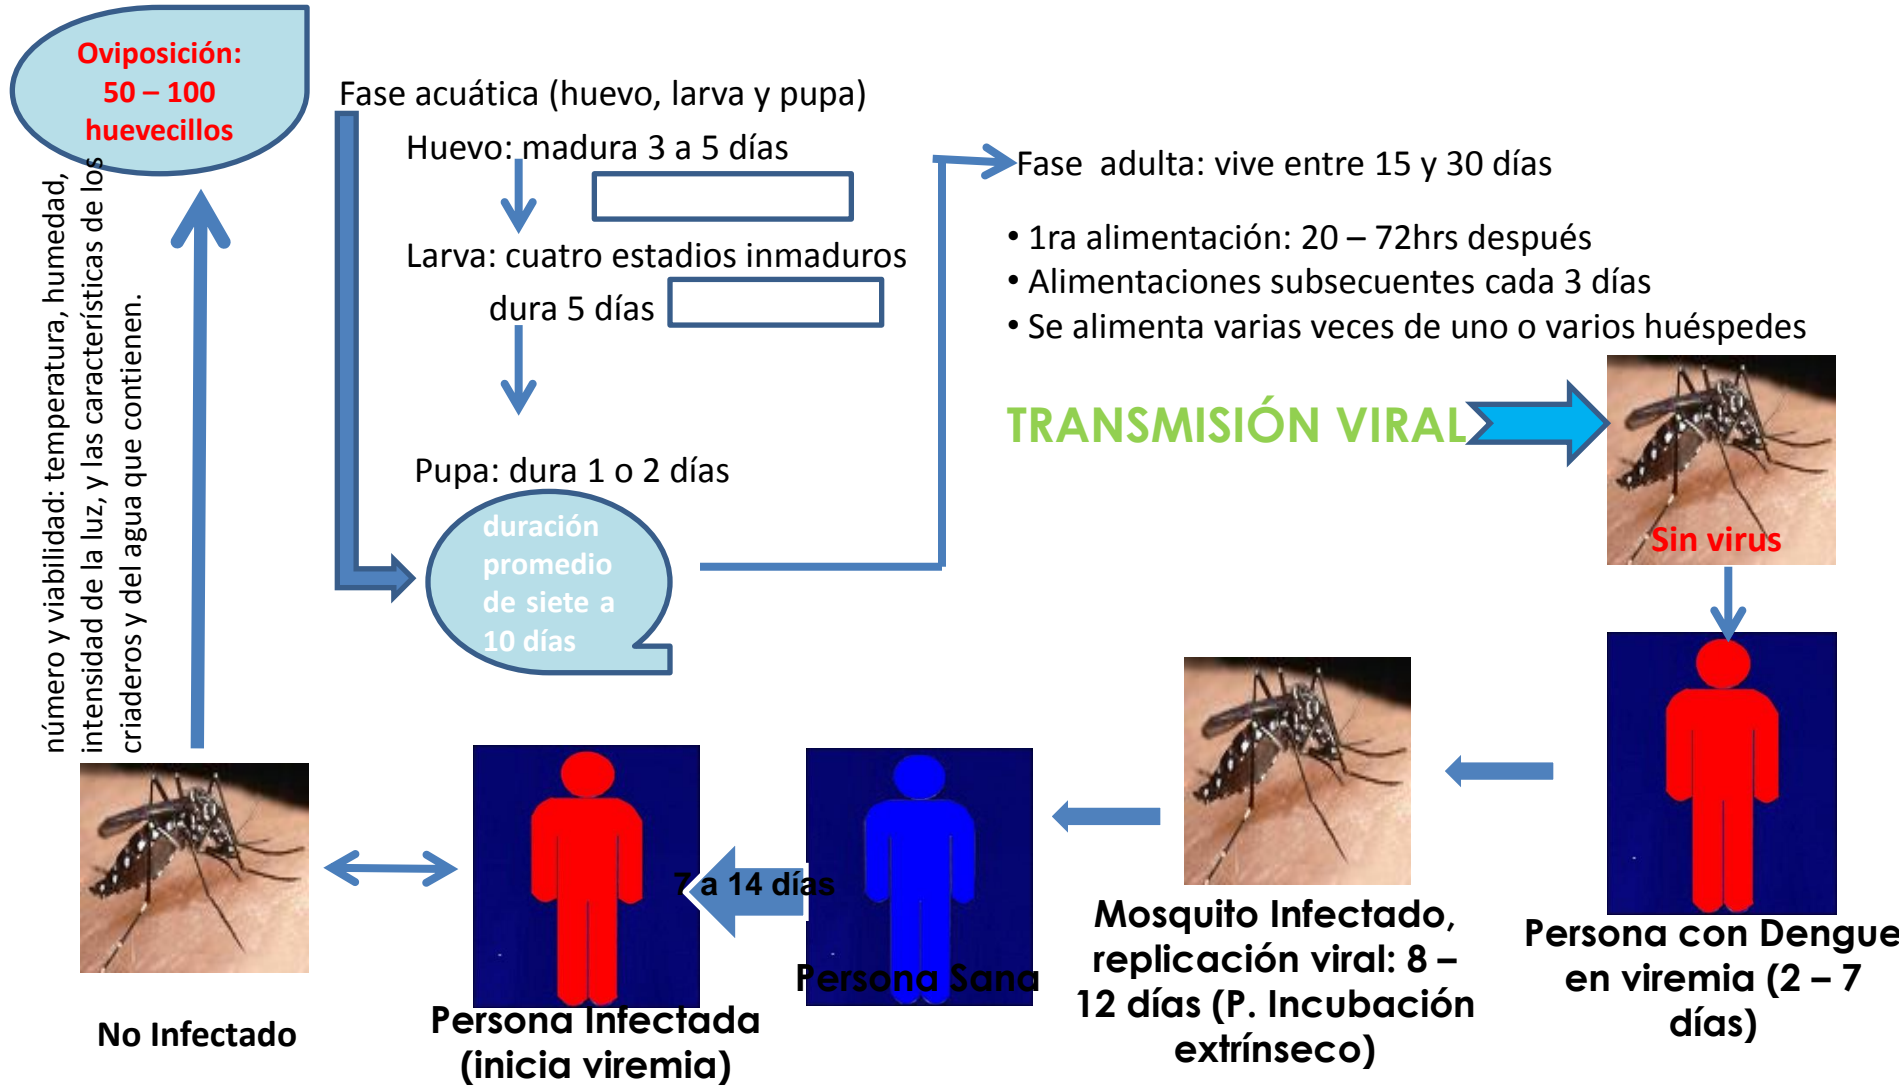 Oviposición:
50 – 100
huevecillos
número y viabilidad: temperatura, humedad,
intensidad de la luz, y las características de los
criaderos y del agua que contienen.
Fase acuática (huevo, larva y pupa)
Huevo: madura 3 a 5 días
Larva: cuatro estadios inmaduros
dura 5 días
Pupa: dura 1 o 2 días
duración
promedio
de siete a
10 días
Fase adulta: vive entre 15 y 30 días
• 1ra alimentación: 20 – 72hrs después
• Alimentaciones subsecuentes cada 3 días
• Se alimenta varias veces de uno o varios huéspedes
TRANSMISIÓN VIRAL
Sin virus
Persona con Dengue
en viremia (2 – 7
días)
Mosquito Infectado,
replicación viral: 8 –
12 días (P. Incubación
extrínseco)
Persona Sana
7 a 14 días
Persona Infectada
(inicia viremia)
No Infectado